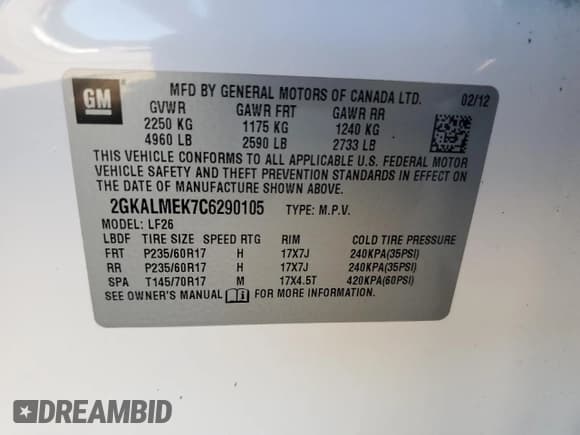 GM
MFD BY GENERAL MOTORS OF CANADA LTD. 02/12
GVWR GAWR FRT GAWR RR
2250 KG 1175 KG 1240 KG
4960 LB 2590 LB 2733 LB
THIS VEHICLE CONFORMS TO ALL APPLICABLE U.S. FEDERAL MOTOR
VEHICLE SAFETY AND THEFT PREVENTION STANDARDS IN EFFECT ON
THE DATE OF MANUFACTURE SHOWN ABOVE.
2GKALMEK7C6290105 TYPE: M.P.V.
MODEL: LF26
LBDF TIRE SIZE SPEED RTG RIM COLD TIRE PRESSURE
FRT P235/60R17 H 17X7J 240KPA(35PSI)
RR P235/60R17 H 17X7J 240KPA(35PSI)
SPA T145/70R17 M 17X4.5T 420KPA(60PSI)
SEE OWNER'S MANUAL FOR MORE INFORMATION.
DREAMBID